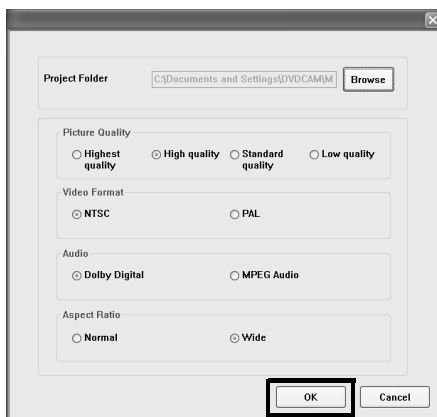 Project Folder C:\Documents and Settings\DVDCAM\M Browse
Picture Quality
Highest quality High quality Standard quality Low quality
Video Format
NTSC PAL
Audio
Dolby Digital MPEG Audio
Aspect Ratio
Normal Wide
OK Cancel